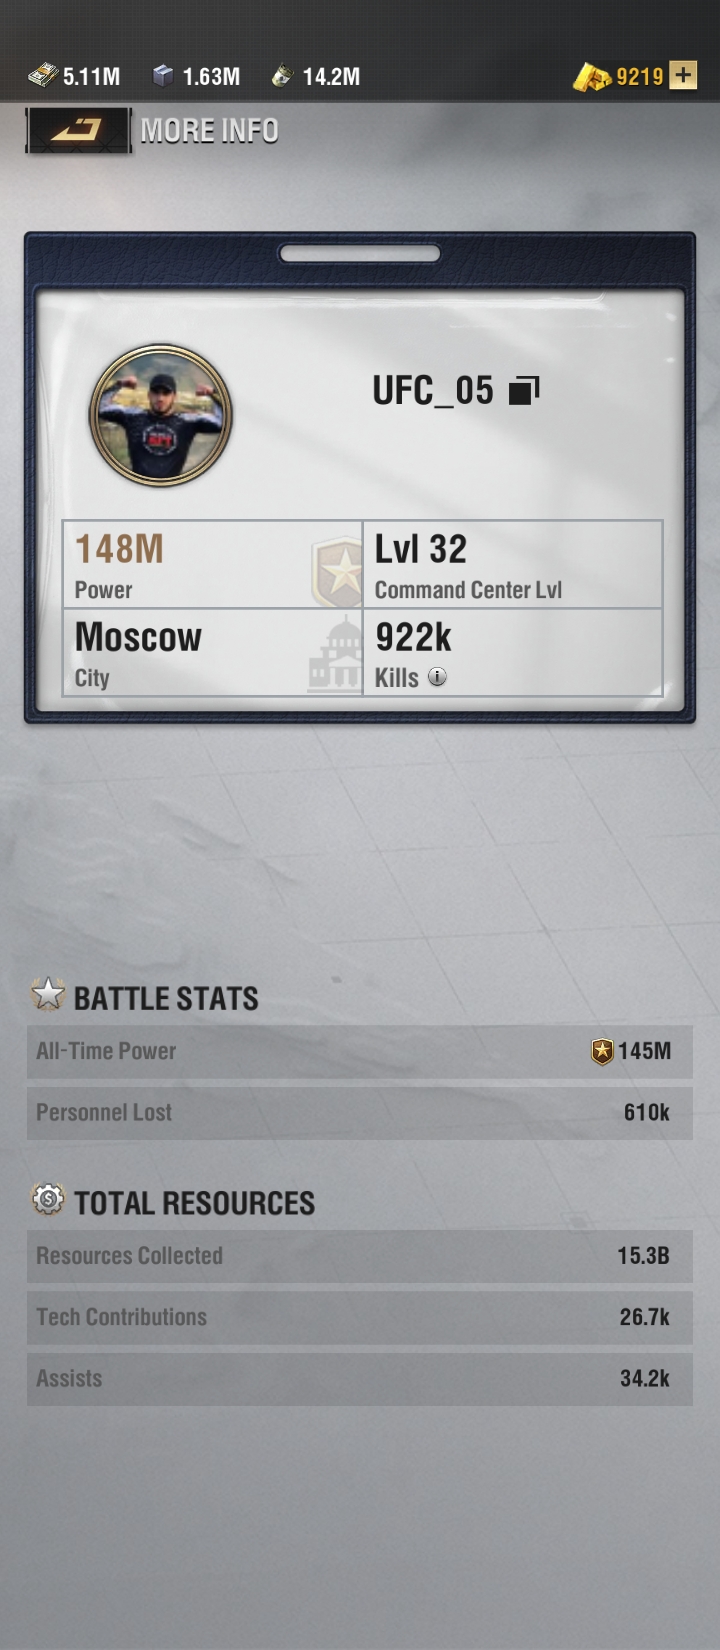 5.11M 1.63M 14.2M 9219 +
MORE INFO
UFC_05
148M
Power
Lvl 32
Command Center Lvl
Moscow
City
922k
Kills
BATTLE STATS
All-Time Power 145M
Personnel Lost 610k
TOTAL RESOURCES
Resources Collected 15.3B
Tech Contributions 26.7k
Assists 34.2k